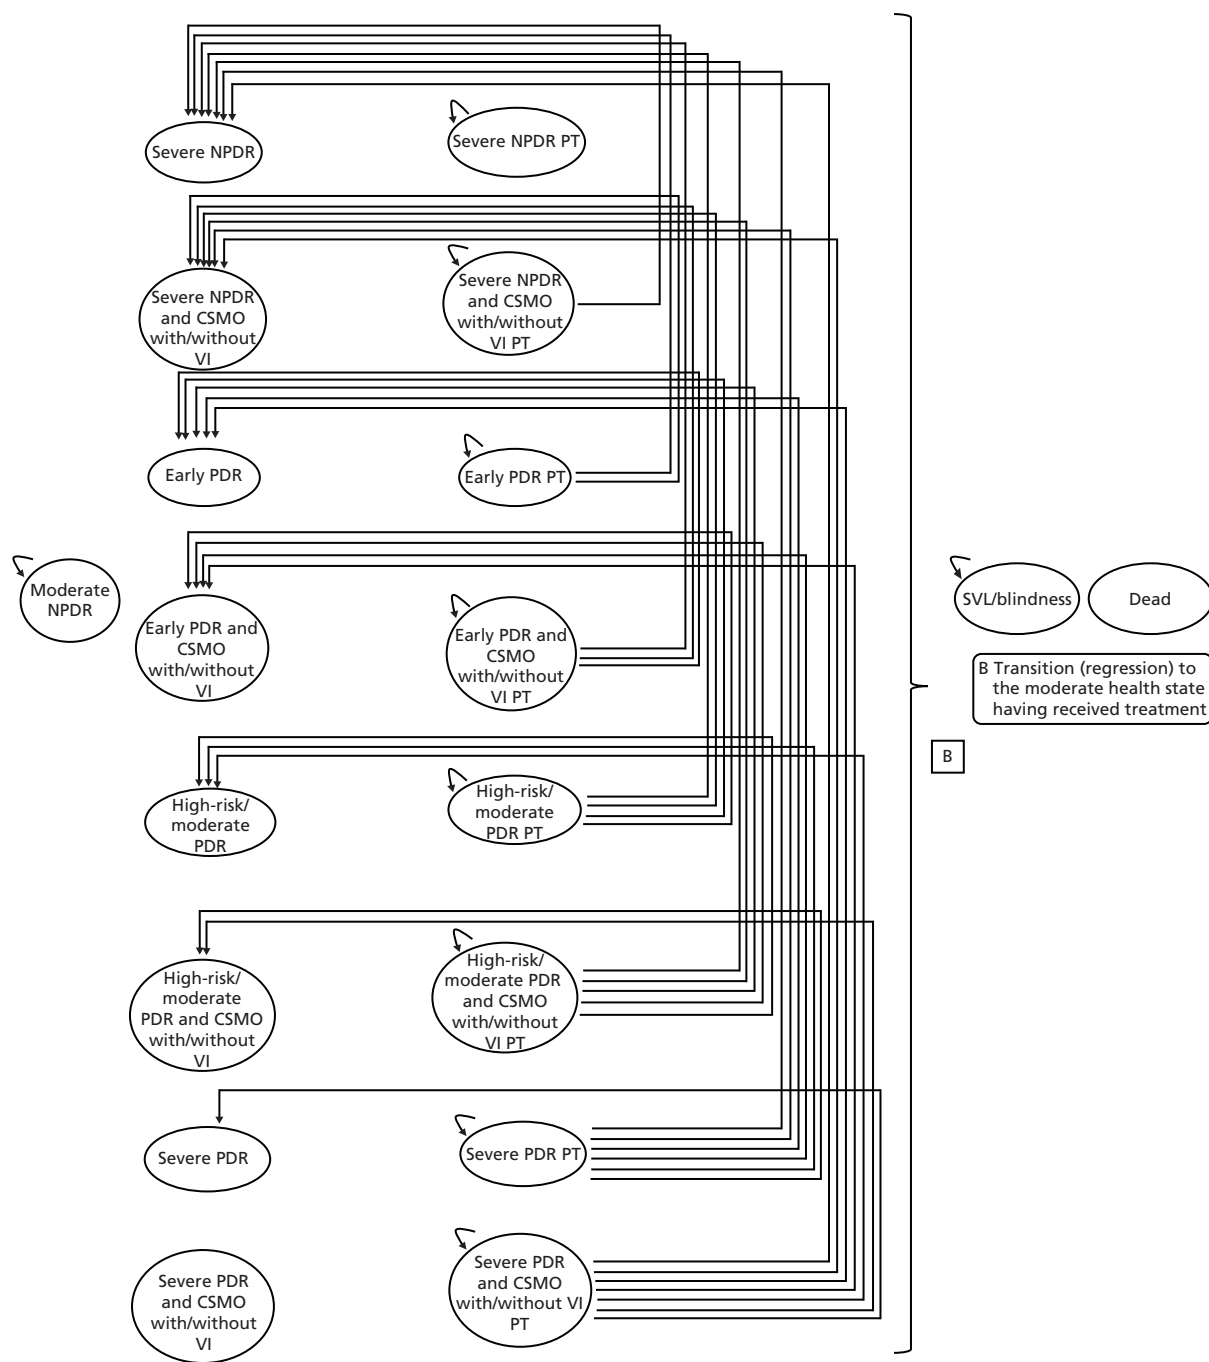 Severe NPDR
Severe NPDR PT
Severe NPDR
and CSMO
with/without
VI
Severe NPDR
and CSMO
with/without
VI PT
Early PDR
Early PDR PT
Moderate
NPDR
Early PDR and
CSMO
with/without
VI
Early PDR and
CSMO
with/without
VI PT
SVL/blindness
Dead
B Transition (regression) to
the moderate health state
having received treatment
B
High-risk/
moderate
PDR
High-risk/
moderate
PDR PT
High-risk/
moderate
PDR and CSMO
with/without
VI
High-risk/
moderate PDR
and CSMO
with/without
VI PT
Severe PDR
Severe PDR PT
Severe PDR
and CSMO
with/without
VI
Severe PDR
and CSMO
with/without VI
PT